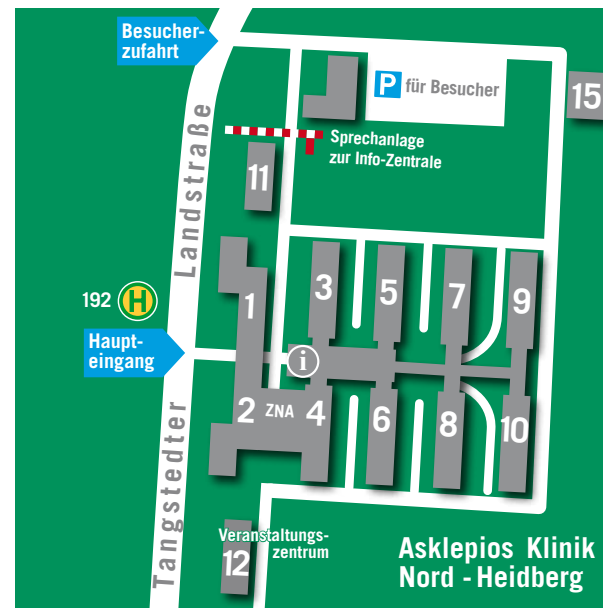 Besucher-
zufahrt
P für Besucher
15
Sprechanlage
zur Info-Zentrale
11
Tangstedter Landstraße
192 H
Haupt-
eingang
1
3
5
7
9
i
2 ZNA 4
6
8
10
Veranstaltungs-
zentrum
12
Asklepios Klinik
Nord - Heidberg